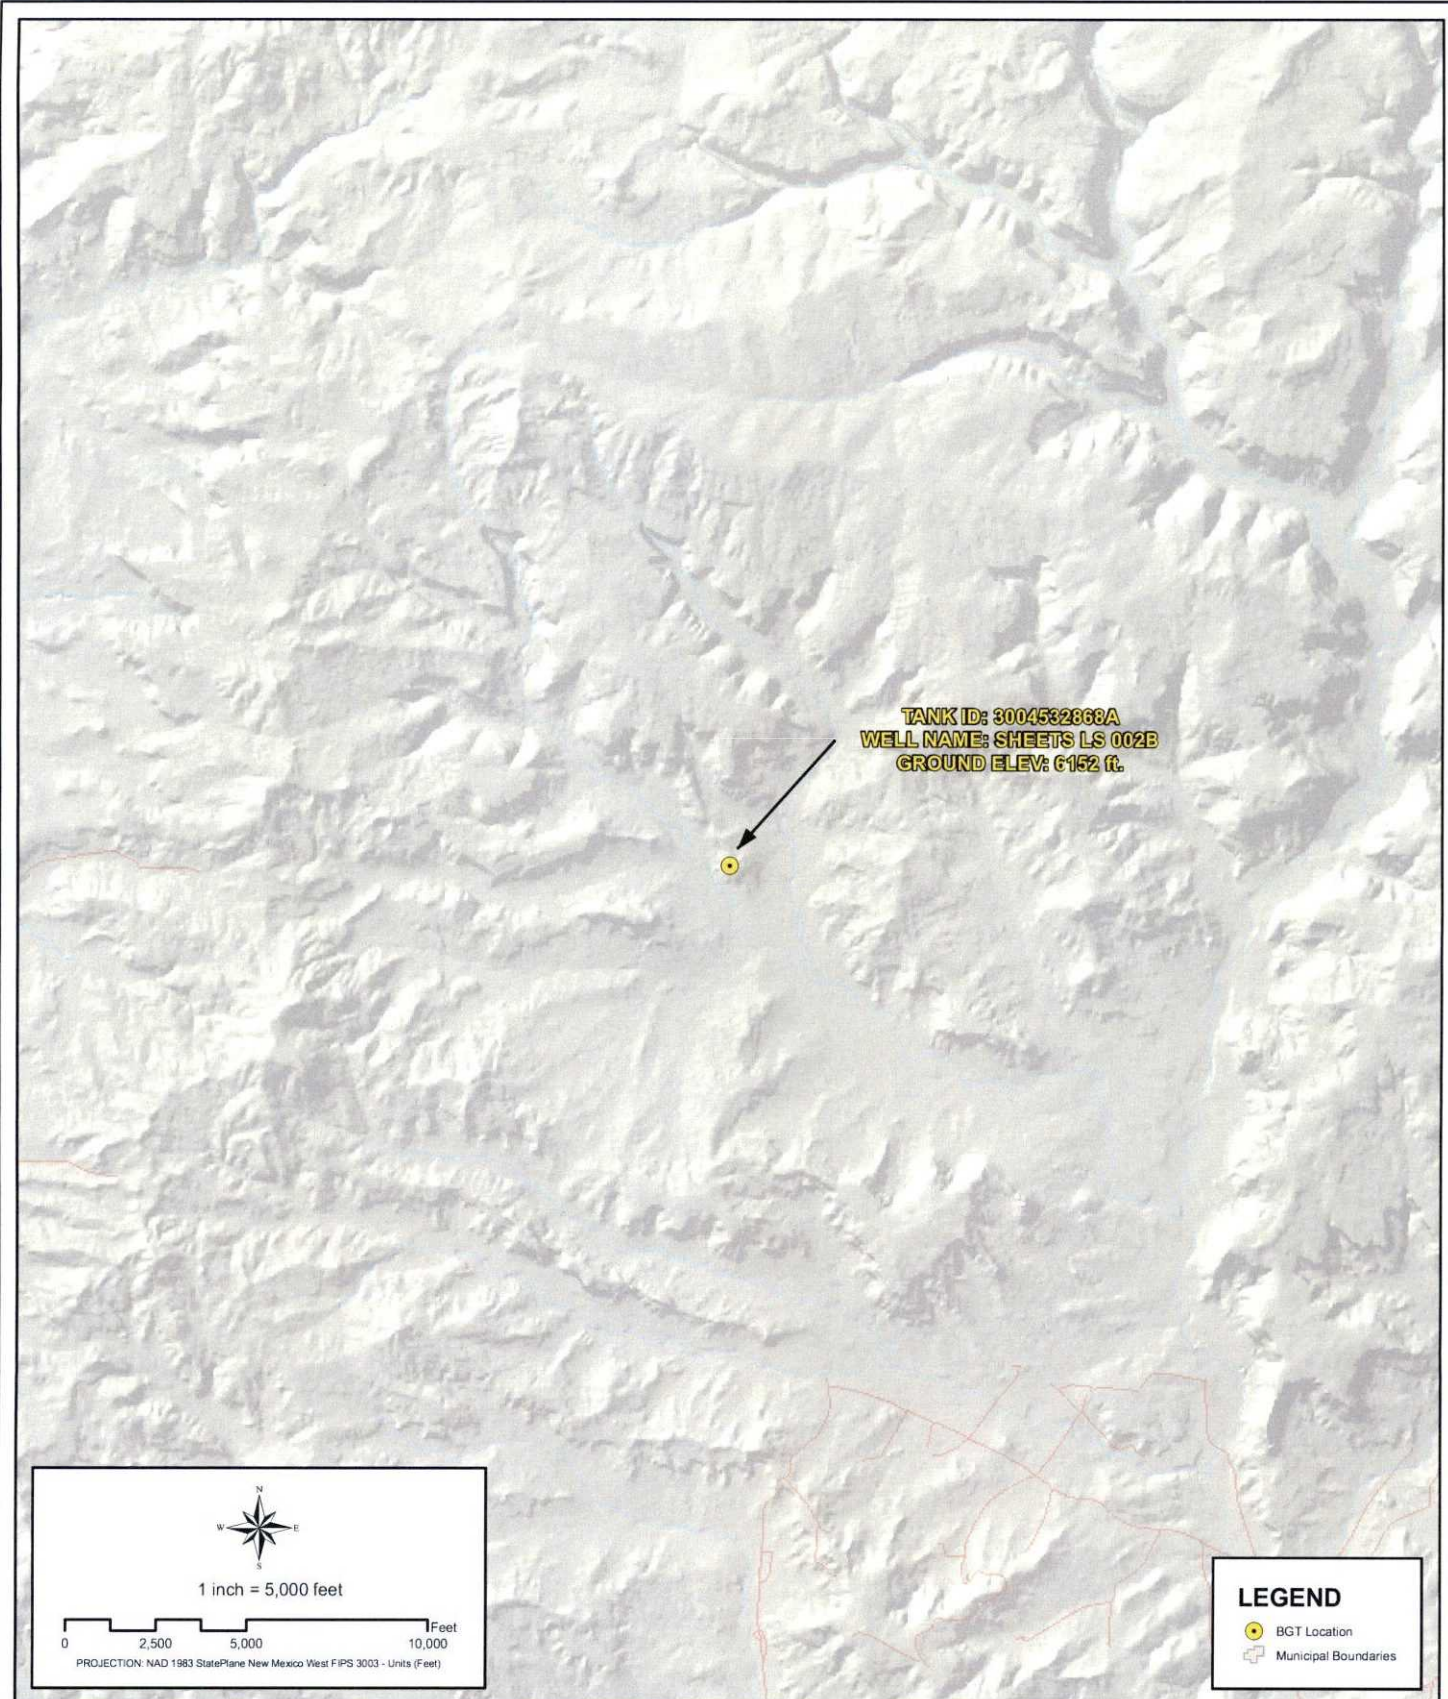 TANK ID: 3004532868A
WELL NAME: SHEETS LS 002B
GROUND ELEV: 6152 ft.
N
W E
S
1 inch = 5,000 feet
Feet
0 2,500 5,000 10,000
PROJECTION: NAD 1983 StatePlane New Mexico West FIPS 3003 - Units (Feet)
LEGEND
BGT Location
Municipal Boundaries